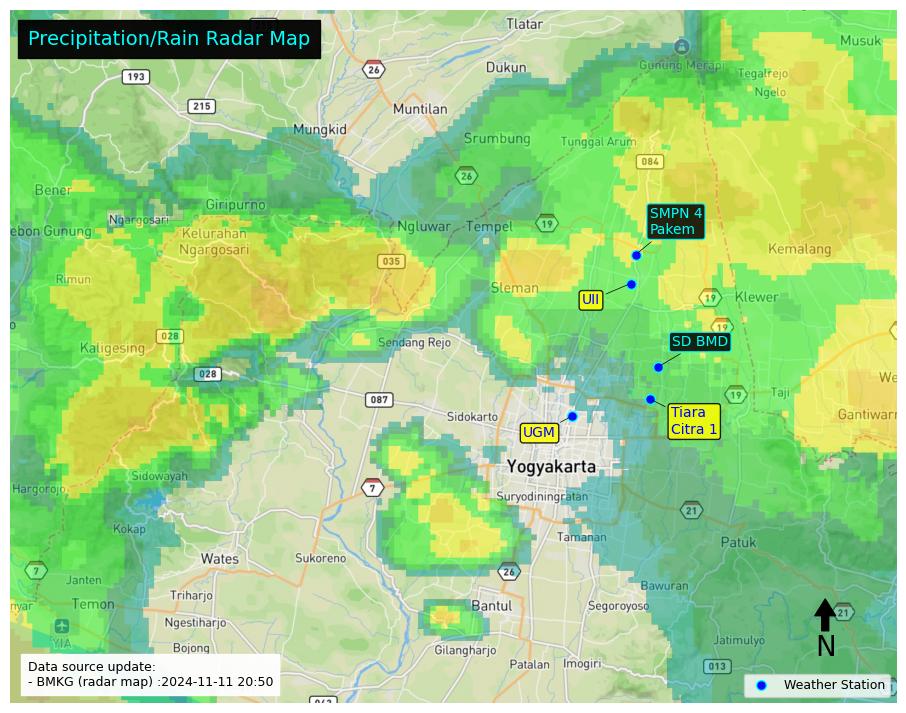 Precipitation/Rain Radar Map
Tlatar
Musuk
Gunung Merapi
26
Dukun
Tegalrejo
193
Ngelo
215
Muntilan
Mungkid
Srumbung
Tunggal Arum
084
26
Bener
Giripurno
SMPN 4
Pakem
Ngargosari
Ngluwar
Tempel
19
ebon Gunung
Kelurahan
Ngargosari
Kemalang
035
Rimun
Sleman
UII
19
Klewer
19
028
Kaligesing
Sendang Rejo
SD BMD
028
We
087
19
Taji
Sidokarto
Tiara
Citra 1
Gantiwarn
UGM
Yogyakarta
Sidowayah
Hargorojo
7
Suryodiningratan
21
Kokap
Tamanan
Patuk
Wates
Sukoreno
7
26
Janten
Bawuran
Temon
Triharjo
nyar
Bantul
Segoroyoso
21
Ngestiharjo
YIA
N
Jatimulyo
Bojong
Gilangharjo
Patalan
Imogiri
013
Data source update:
- BMKG (radar map) :2024-11-11 20:50
Weather Station